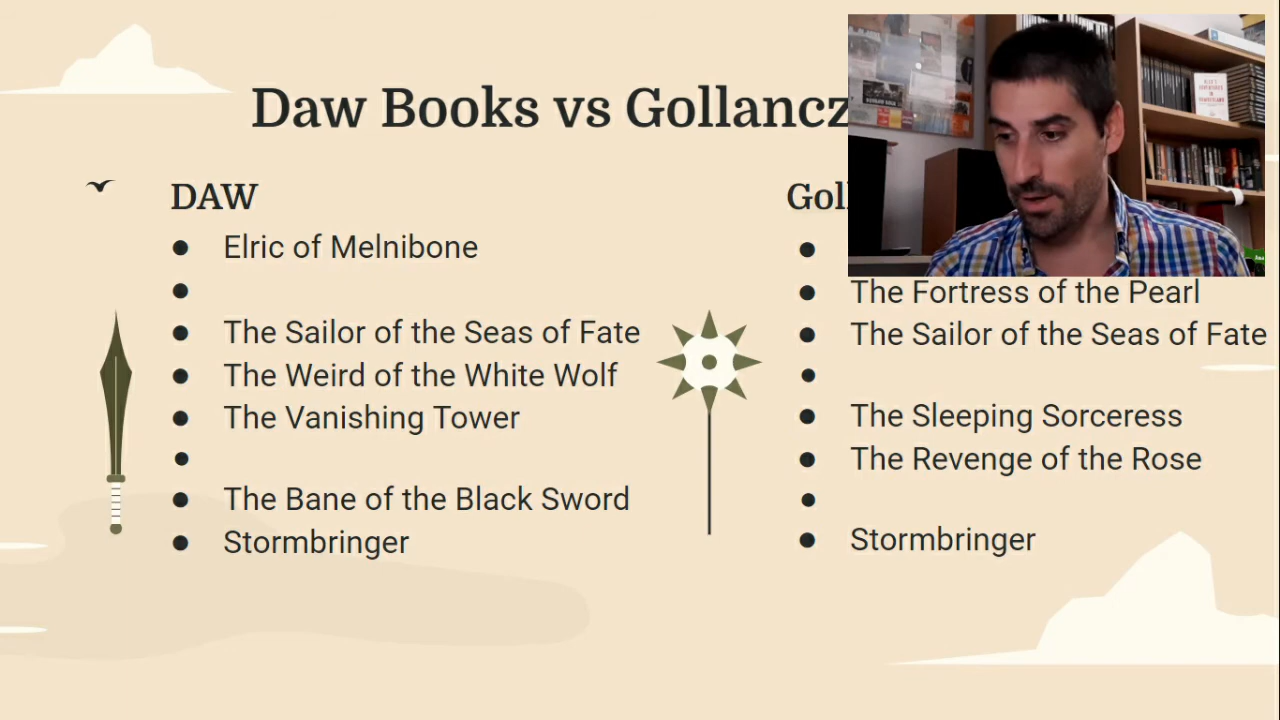 Daw Books vs Gollancz
DAW
Elric of Melnibone
The Sailor of the Seas of Fate
The Weird of the White Wolf
The Vanishing Tower
The Bane of the Black Sword
Stormbringer
The Fortress of the Pearl
The Sailor of the Seas of Fate
The Sleeping Sorceress
The Revenge of the Rose
Stormbringer